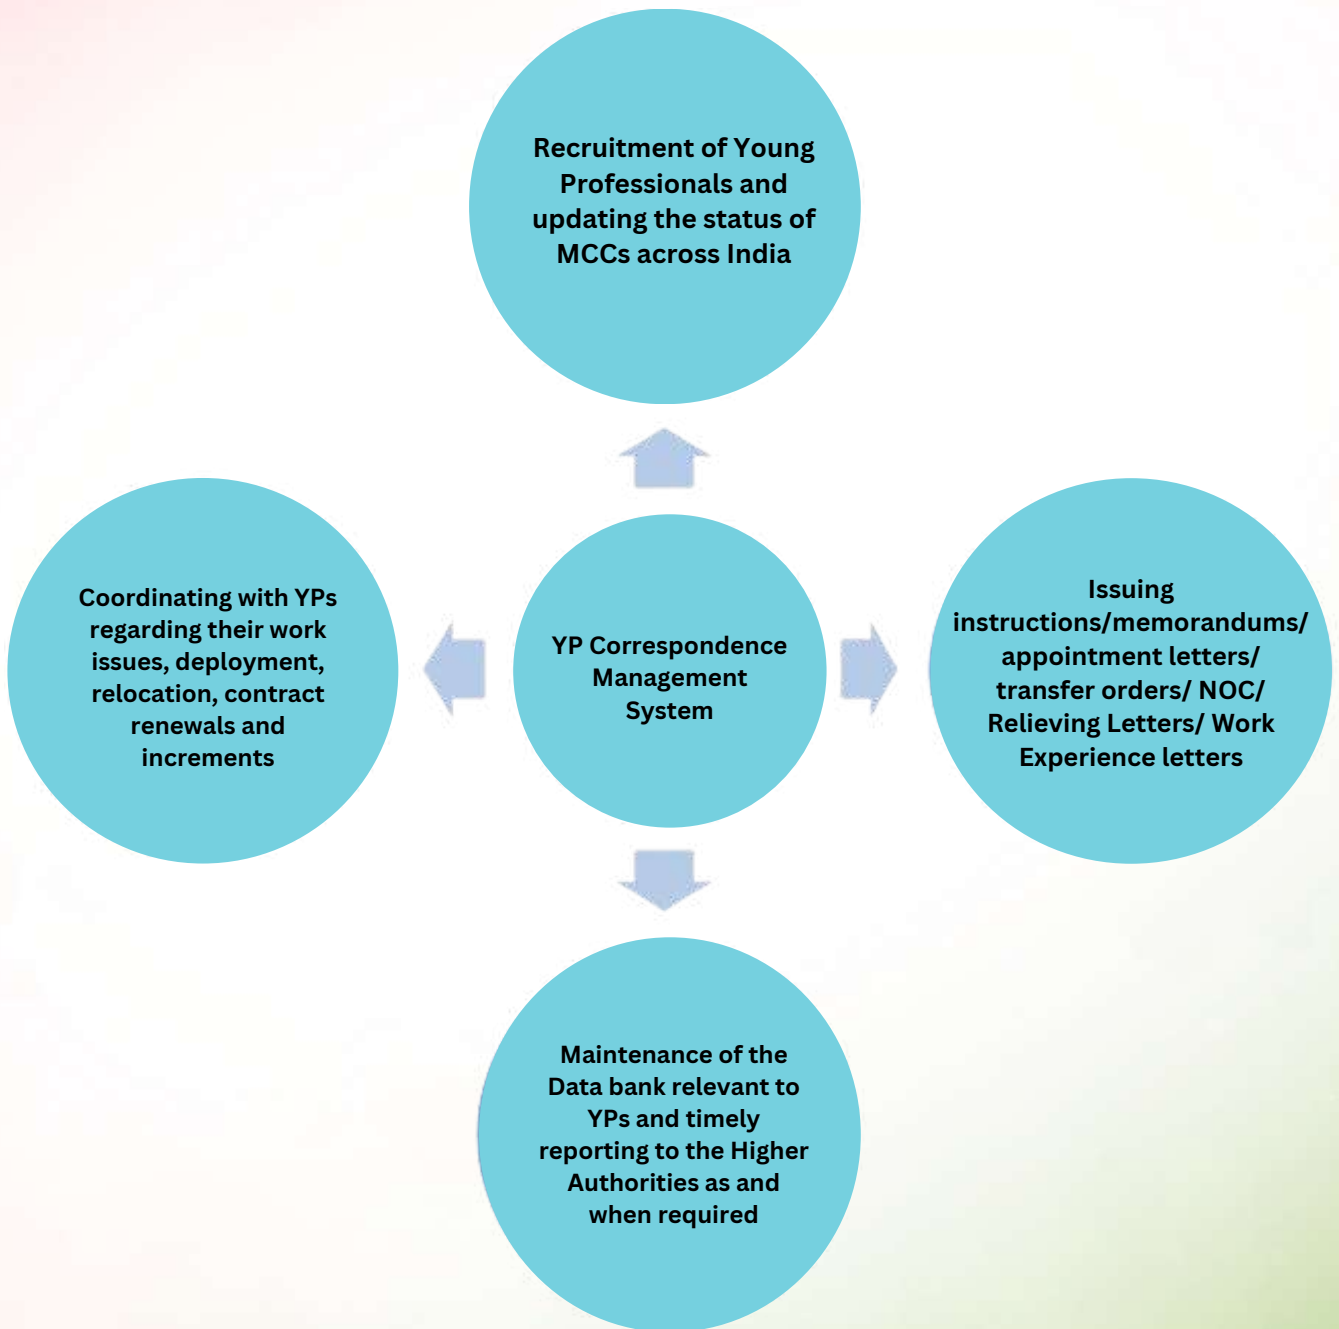 Recruitment of Young
Professionals and
updating the status of
MCCs across India
Coordinating with YPs
regarding their work
issues, deployment,
relocation, contract
renewals and
increments
YP Correspondence
Management
System
Issuing
instructions/memorandums/
appointment letters/
transfer orders/ NOC/
Relieving Letters/ Work
Experience letters
Maintenance of the
Data bank relevant to
YPs and timely
reporting to the Higher
Authorities as and
when required